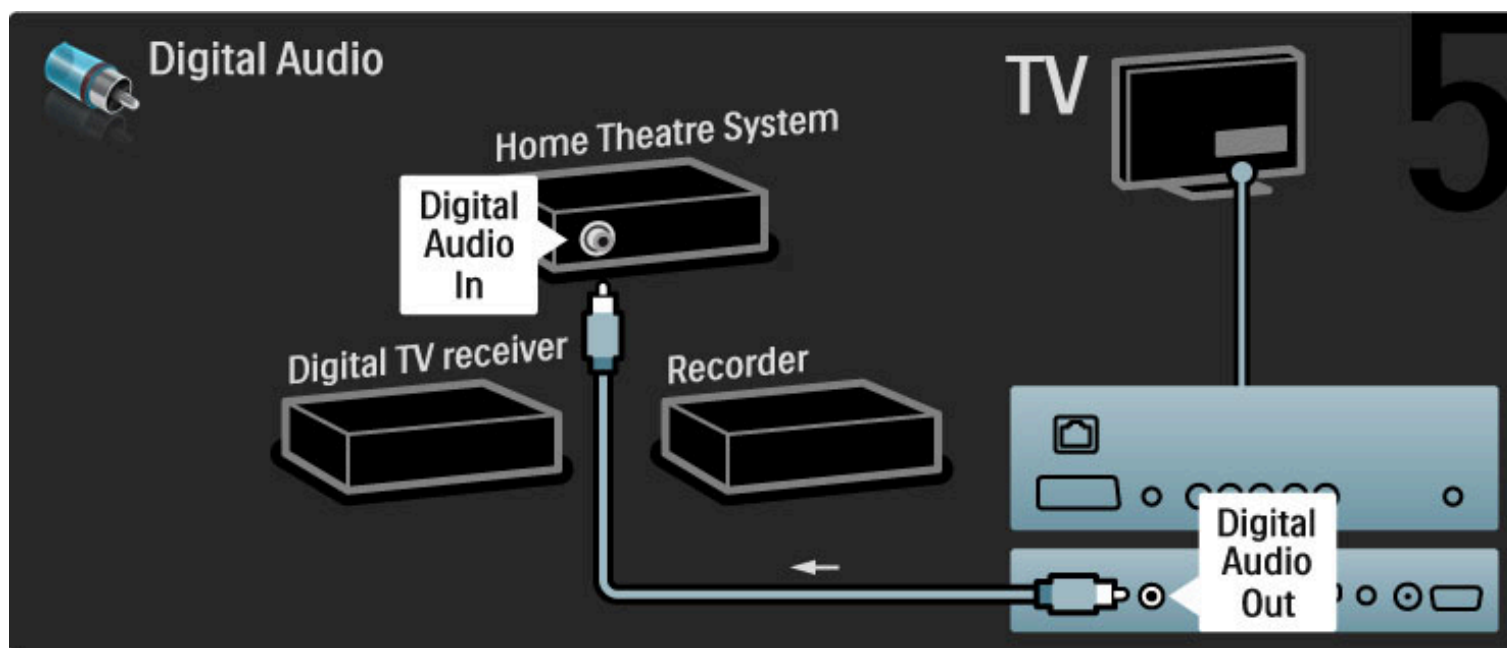 Digital Audio
TV
5
Home Theatre System
Digital
Audio
In
Digital TV receiver
Recorder
Digital
Audio
Out